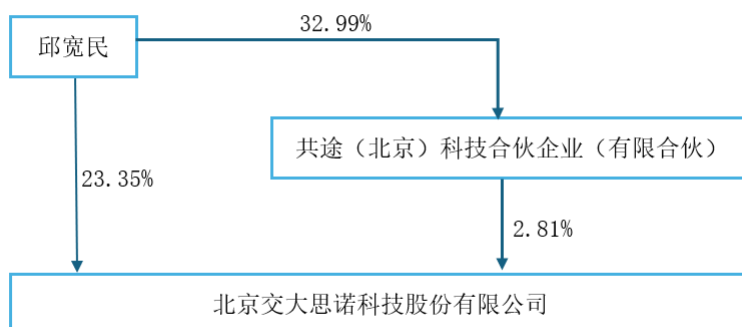 32.99%
邱宽民
共途（北京）科技合伙企业（有限合伙）
23.35%
2.81%
北京交大思诺科技股份有限公司